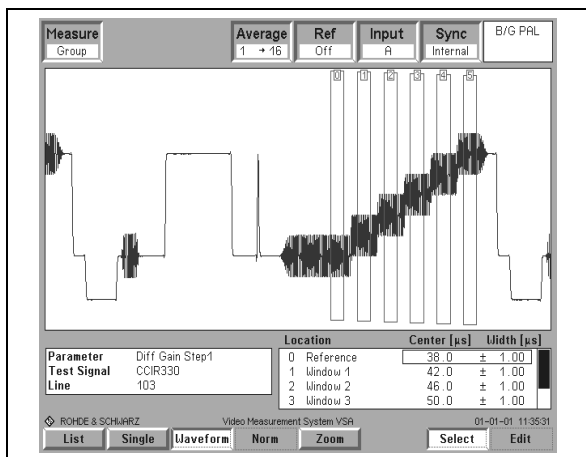 Measure Average Ref Input Sync B/G PAL
Group 1 → 16 Off A Internal
0 1 2 3 4 5
Location Center [µs] Width [µs]
Parameter Diff Gain Step1
Test Signal CCIR330
Line 103
0 Reference 38.0 ± 1.00
1 Window 1 42.0 ± 1.00
2 Window 2 46.0 ± 1.00
3 Window 3 50.0 ± 1.00
ROHDE & SCHWARZ Video Measurement System VSA 01-01-01 11:35:31
List Single Waveform Norm Zoom Select Edit